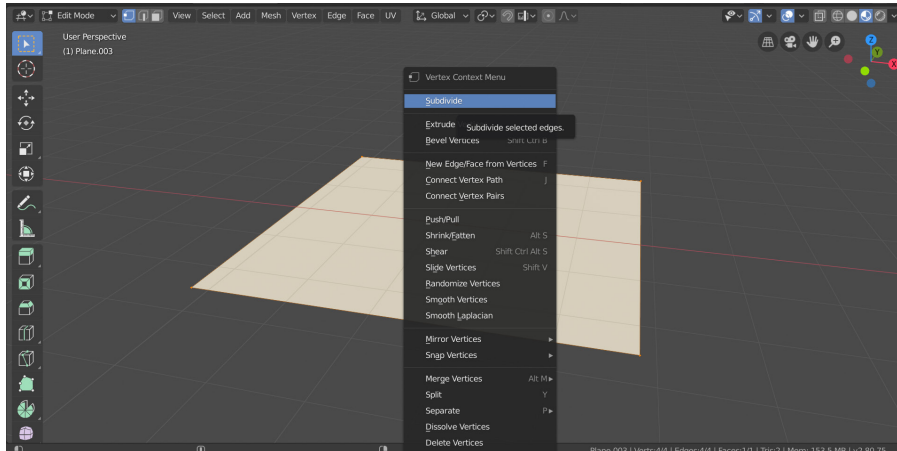 Edit Mode View Select Add Mesh Vertex Edge Face UV Global
User Perspective
(1) Plane.003
Vertex Context Menu
Subdivide
Extrude
Subdivide selected edges.
Bevel Vertices Shift Ctrl B
New Edge/Face from Vertices F
Connect Vertex Path J
Connect Vertex Pairs
Push/Pull
Shrink/Fatten Alt S
Shear Shift Ctrl Alt S
Slide Vertices Shift V
Randomize Vertices
Smooth Vertices
Smooth Laplacian
Mirror Vertices
Snap Vertices
Merge Vertices Alt M
Split Y
Separate P
Dissolve Vertices
Delete Vertices
Plane.003 | Verts:4/4 | Edges:4/4 | Faces:1/1 | Tris:2 | Mem: 153.5 MB | v2.80.75
Z
Y
X